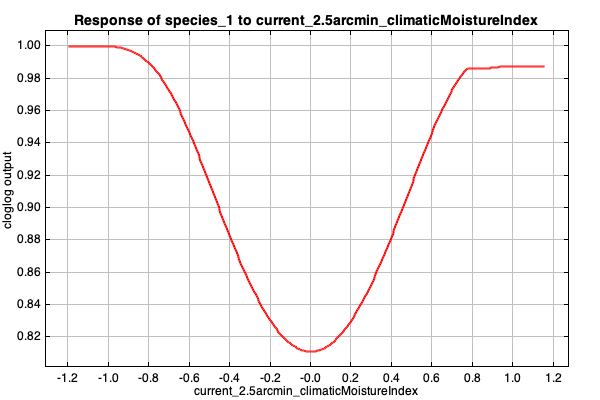 Response of species_1 to current_2.5arcmin_climaticMoistureIndex
cloglog output
1.00
0.98
0.96
0.94
0.92
0.90
0.88
0.86
0.84
0.82
-1.2 -1.0 -0.8 -0.6 -0.4 -0.2 -0.0 0.2 0.4 0.6 0.8 1.0 1.2
current_2.5arcmin_climaticMoistureIndex